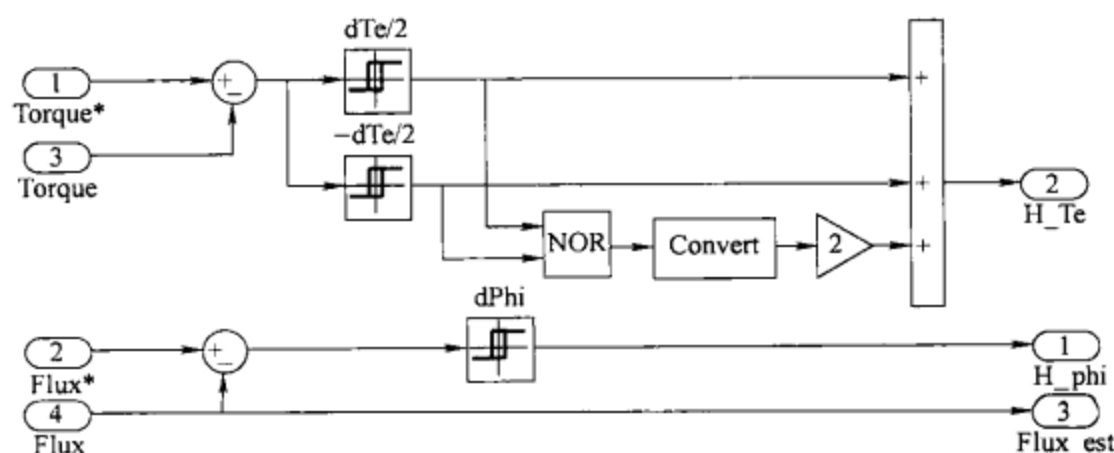 dTe/2
1
+
−
+
Torque*
−dTe/2
3
Torque
+
2
H_Te
NOR
Convert
2
+
dPhi
2
+
−
1
Flux*
H_phi
4
3
Flux
Flux_est